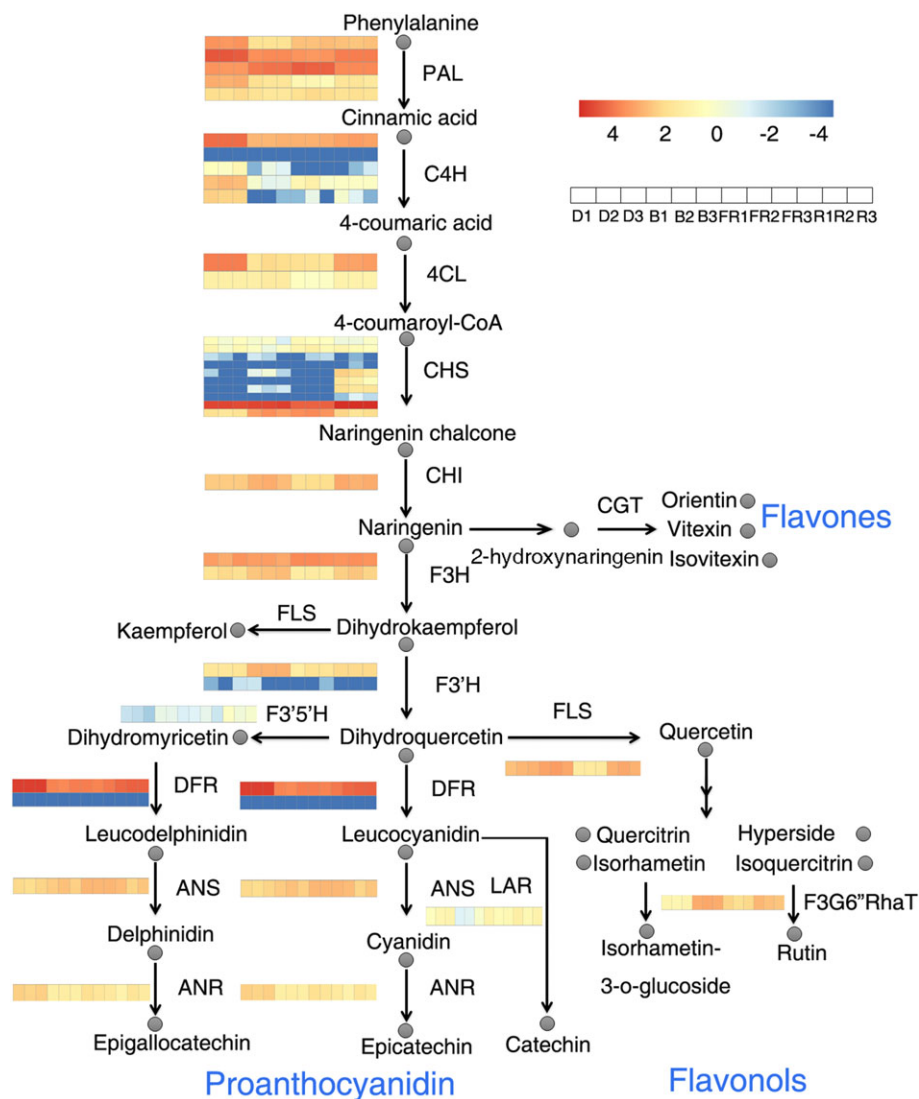 Phenylalanine
PAL
Cinnamic acid
4 2 0 -2 -4
C4H
D1 D2 D3 B1 B2 B3 FR1 FR2 FR3 R1 R2 R3
4-coumaric acid
4CL
4-coumaroyl-CoA
CHS
Naringenin chalcone
CHI
Naringenin
CGT
2-hydroxynaringenin
Orientin
Vitexin
Isovitexin
Flavones
F3H
FLS
Kaempferol
Dihydrokaempferol
F3'H
F3'5'H
FLS
Dihydromyricetin
Dihydroquercetin
Quercetin
DFR
DFR
Leucodelphinidin
Leucocyanidin
Quercitrin
Hyperside
Isorhametin
Isoquercitrin
ANS
ANS
LAR
F3G6”RhaT
Delphinidin
Cyanidin
Isorhametin-
3-o-glucoside
Rutin
ANR
ANR
Epigallocatechin
Epicatechin
Catechin
Proanthocyanidin
Flavonols